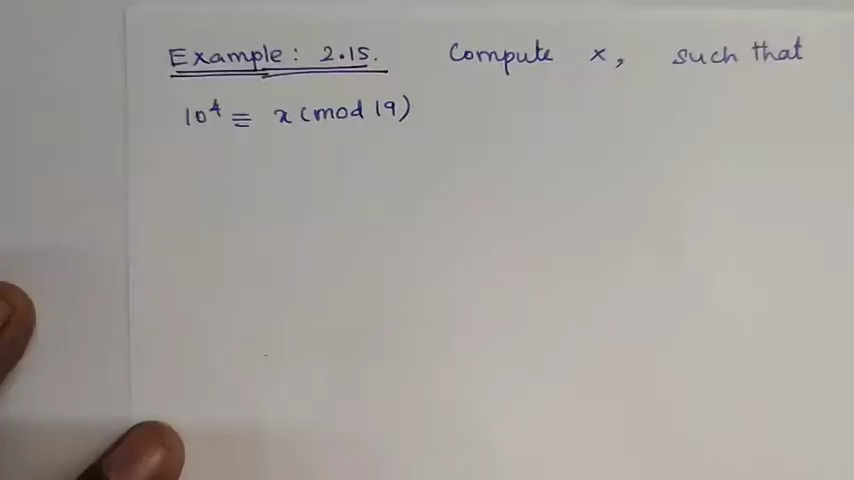 Example: 2.15. Compute x, such that
10⁴ ≡ x (mod 19)